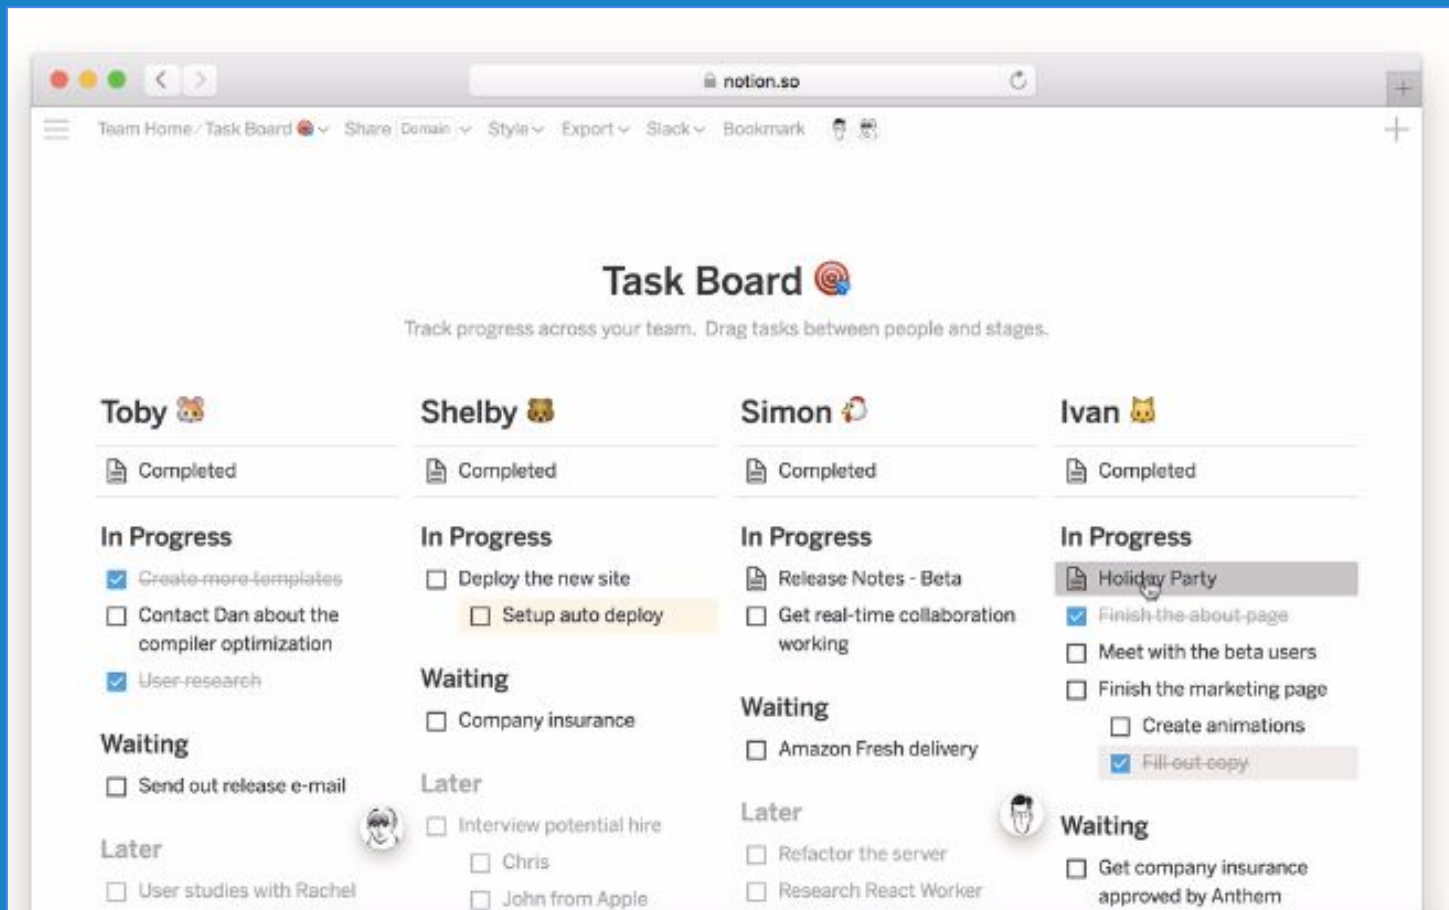 notion.so
Team Home / Task Board Share Domain Style Export Slack Bookmark
Task Board
Track progress across your team. Drag tasks between people and stages.
Toby
Completed
In Progress
Create more templates
Contact Dan about the
compiler optimization
User research
Waiting
Send out release e-mail
Later
User studies with Rachel
Shelby
Completed
In Progress
Deploy the new site
Setup auto deploy
Waiting
Company insurance
Later
Interview potential hire
Chris
John from Apple
Simon
Completed
In Progress
Release Notes - Beta
Get real-time collaboration
working
Waiting
Amazon Fresh delivery
Later
Refactor the server
Research React Worker
Ivan
Completed
In Progress
Holiday Party
Finish the about page
Meet with the beta users
Finish the marketing page
Create animations
Fill out copy
Waiting
Get company insurance
approved by Anthem